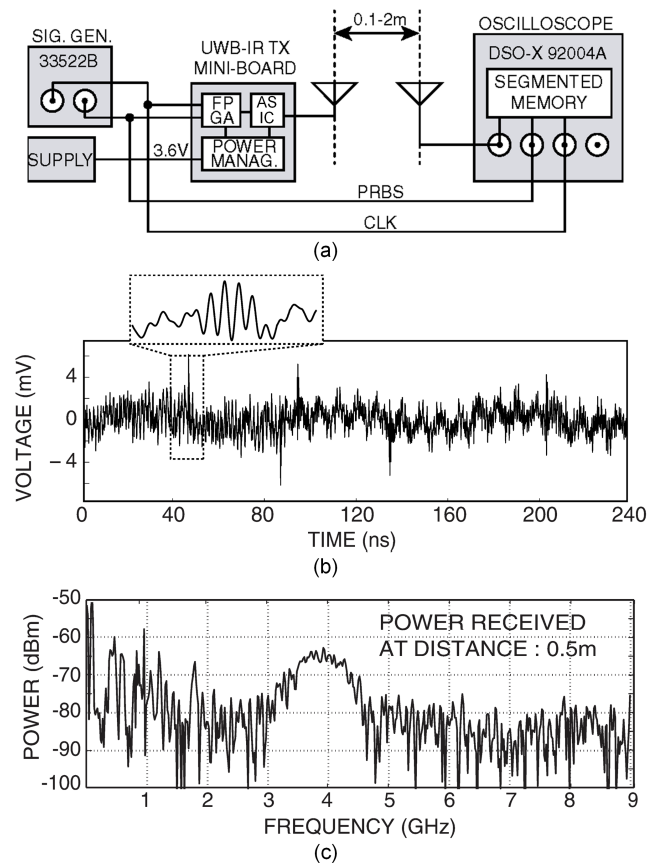 SIG. GEN.
33522B
SUPPLY
3.6V
UWB-IR TX
MINI-BOARD
FP
GA
AS
IC
POWER
MANAG.
0.1-2m
OSCILLOSCOPE
DSO-X 92004A
SEGMENTED
MEMORY
PRBS
CLK
(a)
VOLTAGE (mV)
4
0
– 4
0 40 80 120 160 200 240
TIME (ns)
(b)
POWER (dBm)
-50
-60
-70
-80
-90
-100
POWER RECEIVED
AT DISTANCE : 0.5m
1 2 3 4 5 6 7 8 9
FREQUENCY (GHz)
(c)